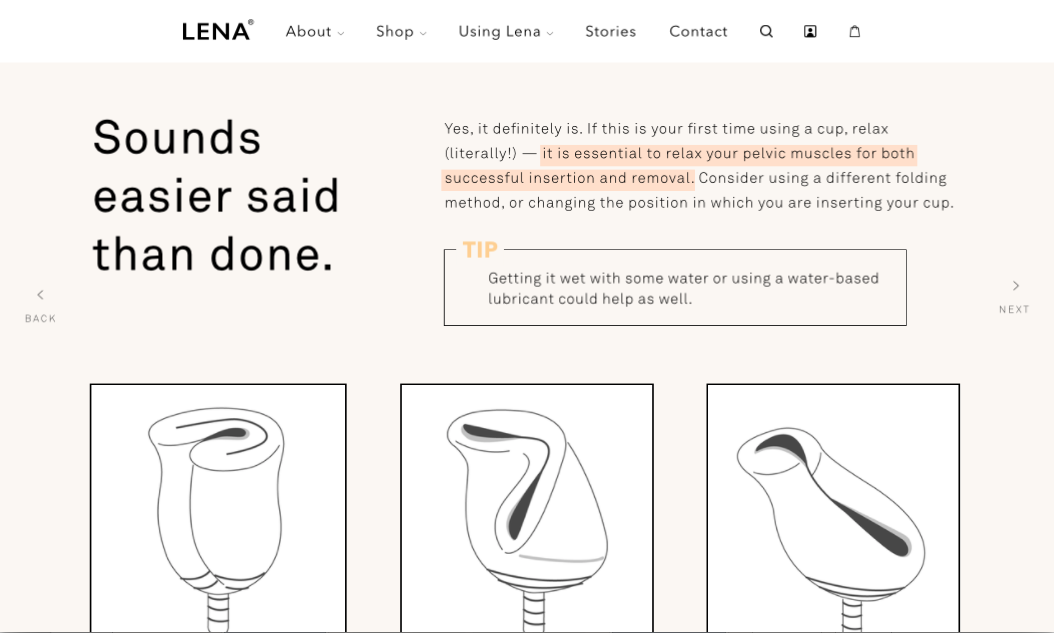 LENA®
About
Shop
Using Lena
Stories
Contact
Sounds
easier said
than done.
Yes, it definitely is. If this is your first time using a cup, relax
(literally!) — it is essential to relax your pelvic muscles for both
successful insertion and removal. Consider using a different folding
method, or changing the position in which you are inserting your cup.
TIP
Getting it wet with some water or using a water-based
lubricant could help as well.
BACK
NEXT